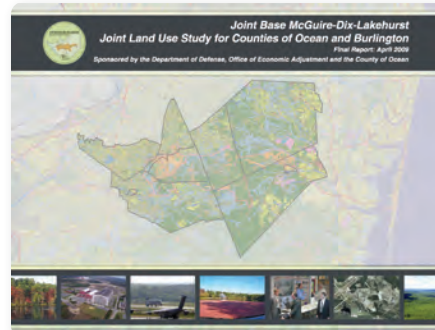 Joint Base McGuire-Dix-Lakehurst
Joint Land Use Study for Counties of Ocean and Burlington
Final Report: April 2009
Sponsored by the Department of Defense, Office of Economic Adjustment and the County of Ocean